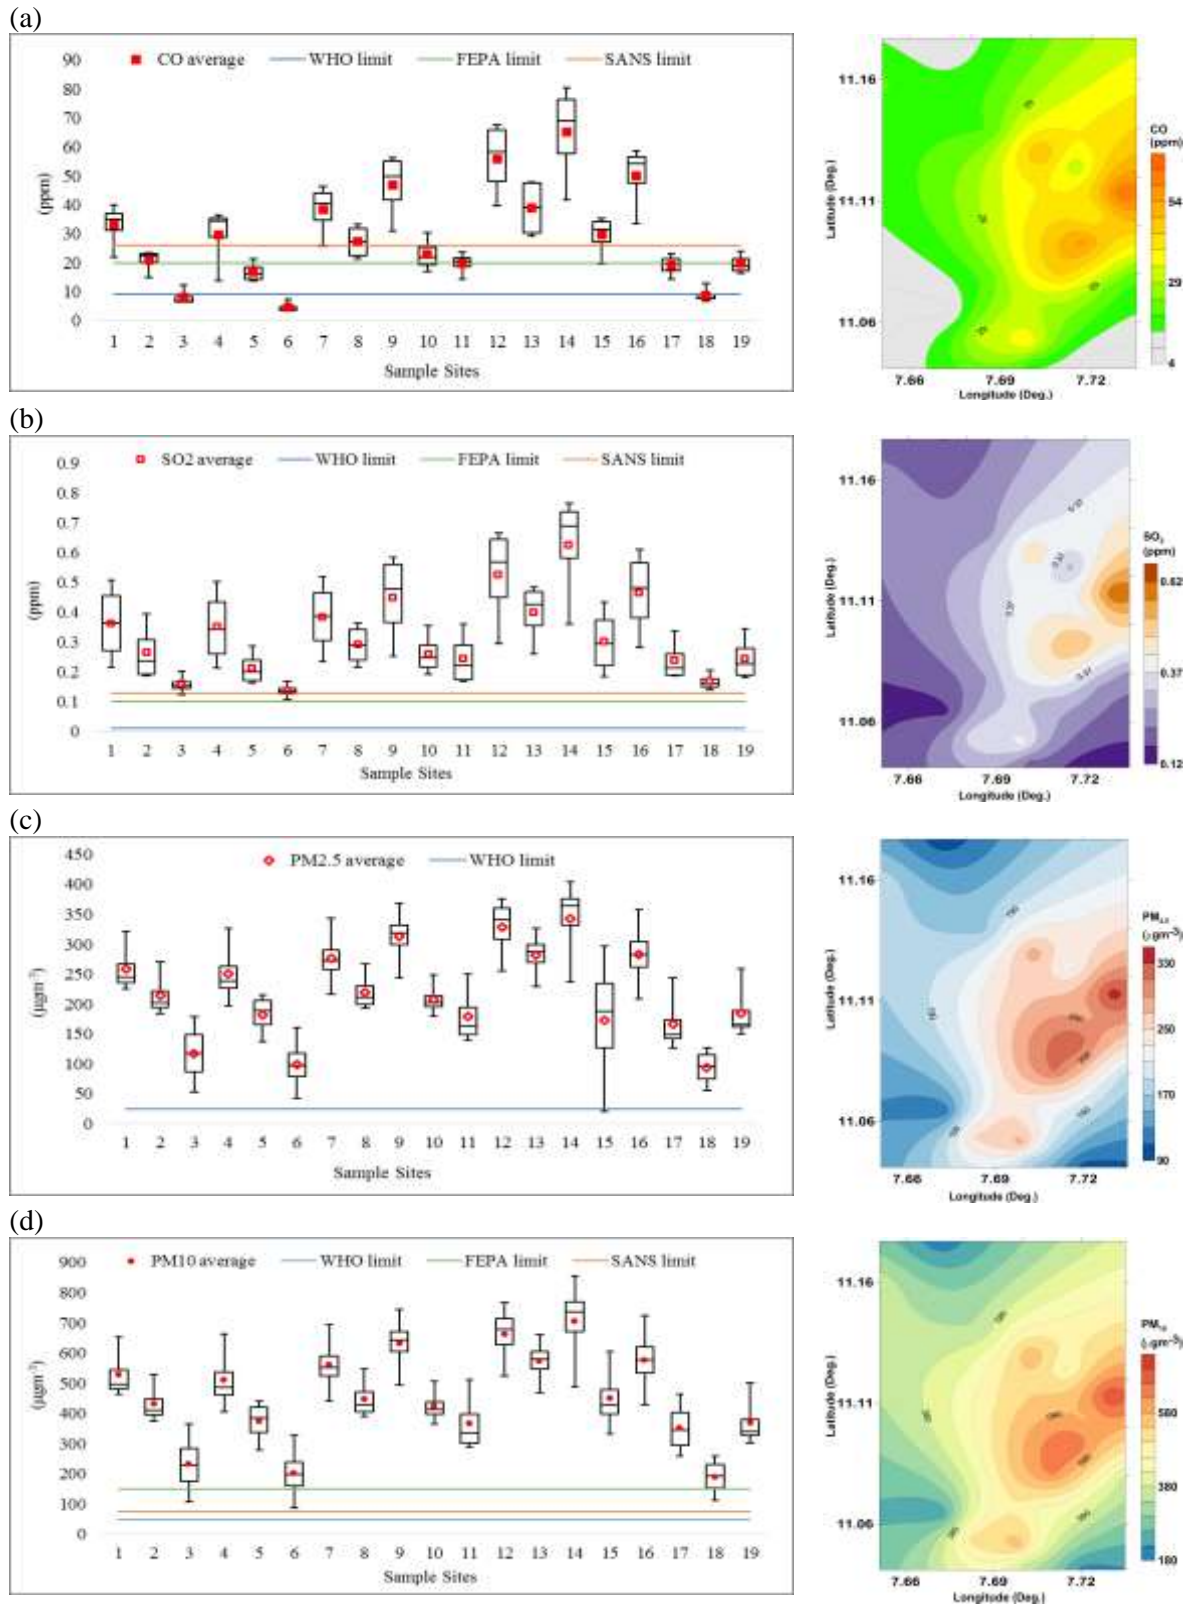 (a)
CO average WHO limit FEPA limit SANS limit
90
80
70
60
50
40
30
20
10
0
(ppm)
1 2 3 4 5 6 7 8 9 10 11 12 13 14 15 16 17 18 19
Sample Sites
11.16
11.11
11.06
Latitude (Deg.)
7.66 7.69 7.72
Longitude (Deg.)
CO
(ppm)
54
29
4
(b)
SO2 average WHO limit FEPA limit SANS limit
0.9
0.8
0.7
0.6
0.5
0.4
0.3
0.2
0.1
0
(ppm)
1 2 3 4 5 6 7 8 9 10 11 12 13 14 15 16 17 18 19
Sample Sites
11.16
11.11
11.06
Latitude (Deg.)
7.66 7.69 7.72
Longitude (Deg.)
SO₂
(ppm)
0.62
0.37
0.12
(c)
PM2.5 average WHO limit
450
400
350
300
250
200
150
100
50
0
(µgm⁻³)
1 2 3 4 5 6 7 8 9 10 11 12 13 14 15 16 17 18 19
Sample Sites
11.16
11.11
11.06
Latitude (Deg.)
7.66 7.69 7.72
Longitude (Deg.)
PM₂.₅
330
250
170
90
(d)
PM10 average WHO limit FEPA limit SANS limit
900
800
700
600
500
400
300
200
100
0
(µgm⁻³)
1 2 3 4 5 6 7 8 9 10 11 12 13 14 15 16 17 18 19
Sample Sites
11.16
11.11
11.06
Latitude (Deg.)
7.66 7.69 7.72
Longitude (Deg.)
PM₁₀
580
380
180